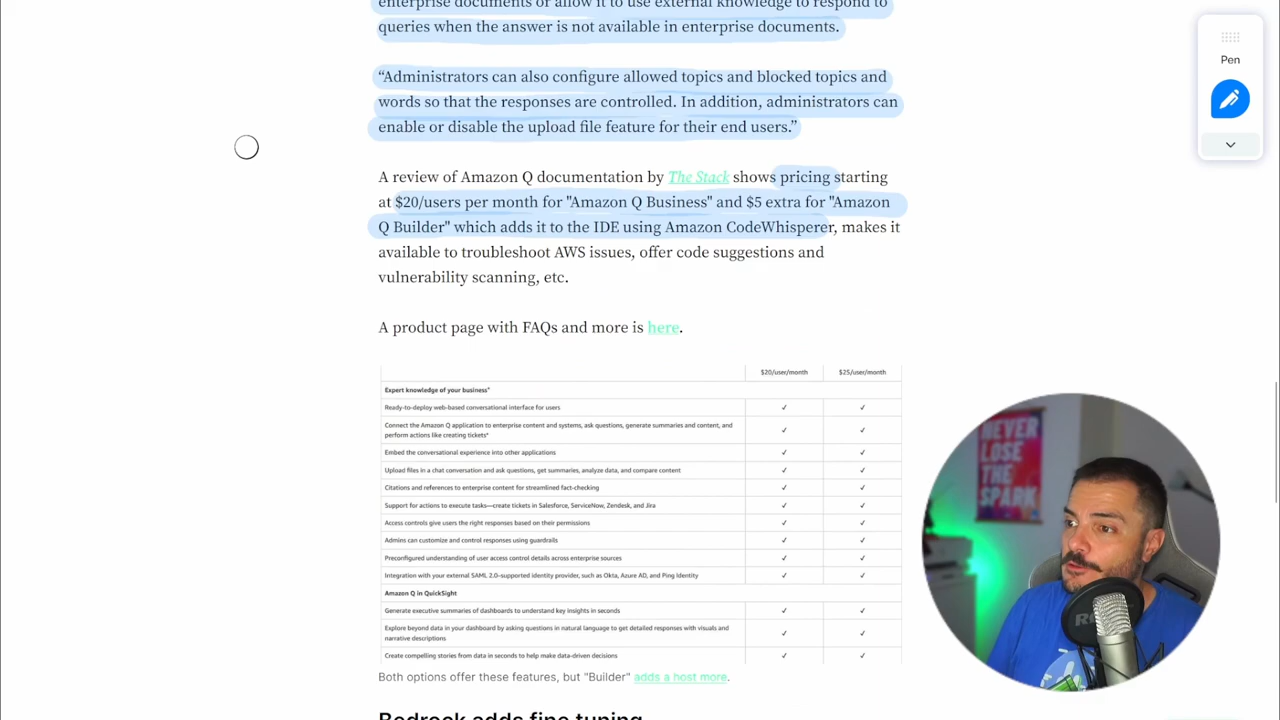 enterprise documents or allow it to use external knowledge to respond to
queries when the answer is not available in enterprise documents.
“Administrators can also configure allowed topics and blocked topics and
words so that the responses are controlled. In addition, administrators can
enable or disable the upload file feature for their end users.”
A review of Amazon Q documentation by The Stack shows pricing starting
at $20/users per month for "Amazon Q Business" and $5 extra for "Amazon
Q Builder" which adds it to the IDE using Amazon CodeWhisperer, makes it
available to troubleshoot AWS issues, offer code suggestions and
vulnerability scanning, etc.
A product page with FAQs and more is here.
$20/user/month $25/user/month
Expert knowledge of your business*
Ready-to-deploy web-based conversational interface for users ✓ ✓
Connect the Amazon Q application to enterprise content and systems, ask questions, generate summaries and content, and
perform actions like creating tickets* ✓ ✓
Embed the conversational experience into other applications ✓ ✓
Upload files in a chat conversation and ask questions, get summaries, analyze data, and compare content ✓ ✓
Citations and references to enterprise content for streamlined fact-checking ✓ ✓
Support for actions to execute tasks—create tickets in Salesforce, ServiceNow, Zendesk, and Jira ✓ ✓
Access controls give users the right responses based on their permissions ✓ ✓
Admins can customize and control responses using guardrails ✓ ✓
Preconfigured understanding of user access control details across enterprise sources ✓ ✓
Integration with your external SAML 2.0–supported identity provider, such as Okta, Azure AD, and Ping Identity ✓ ✓
Amazon Q in QuickSight
Generate executive summaries of dashboards to understand key insights in seconds ✓ ✓
Explore beyond data in your dashboard by asking questions in natural language to get detailed responses with visuals and
narrative descriptions ✓ ✓
Create compelling stories from data in seconds to help make data-driven decisions ✓ ✓
Both options offer these features, but "Builder" adds a host more.
Bedrock adds fine tuning
Pen
NEVER
LOSE
THE
SPARK